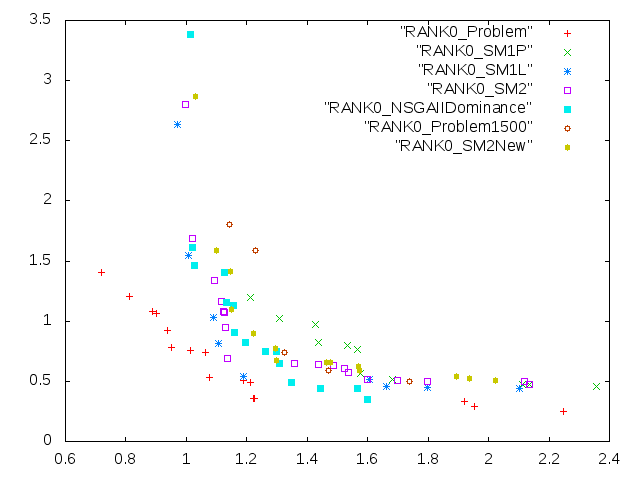 3.5
3
2.5
2
1.5
1
0.5
0
0.6 0.8 1 1.2 1.4 1.6 1.8 2 2.2 2.4
"RANK0_Problem"
"RANK0_SM1P"
"RANK0_SM1L"
"RANK0_SM2"
"RANK0_NSGAIIDominance"
"RANK0_Problem1500"
"RANK0_SM2New"